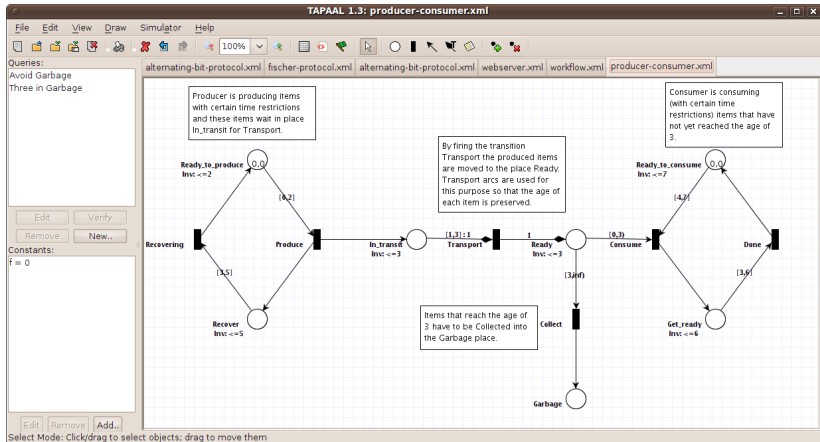 TAPAAL 1.3: producer-consumer.xml
File Edit View Draw Simulator Help
100%
Queries:
Avoid Garbage
Three in Garbage
Edit Verify
Remove New..
Constants:
f = 0
Edit Remove Add..
alternating-bit-protocol.xml fischer-protocol.xml alternating-bit-protocol.xml webserver.xml workflow.xml producer-consumer.xml
Producer is producing items
with certain time restrictions
and these items wait in place
In_transit for Transport.
By firing the transition
Transport the produced items
are moved to the place Ready.
Transport arcs are used for
this purpose so that the age of
each item is preserved.
Consumer is consuming
(with certain time
restrictions) items that have
not yet reached the age of
3.
Ready_to_produce
Inv: <=2
0.0
[0,2]
Recovering
Produce
[3,5]
Recover
Inv: <=5
In_transit
Inv: <=3
[1,3] : 1
Transport
1
Ready
Inv: <=3
[0,3)
Consume
[3,inf)
Items that reach the age of
3 have to be Collected into
the Garbage place.
Collect
Garbage
Ready_to_consume
Inv: <=7
0.0
[4,7]
Done
[3,6]
Get_ready
Inv: <=6
Select Mode: Click/drag to select objects; drag to move them